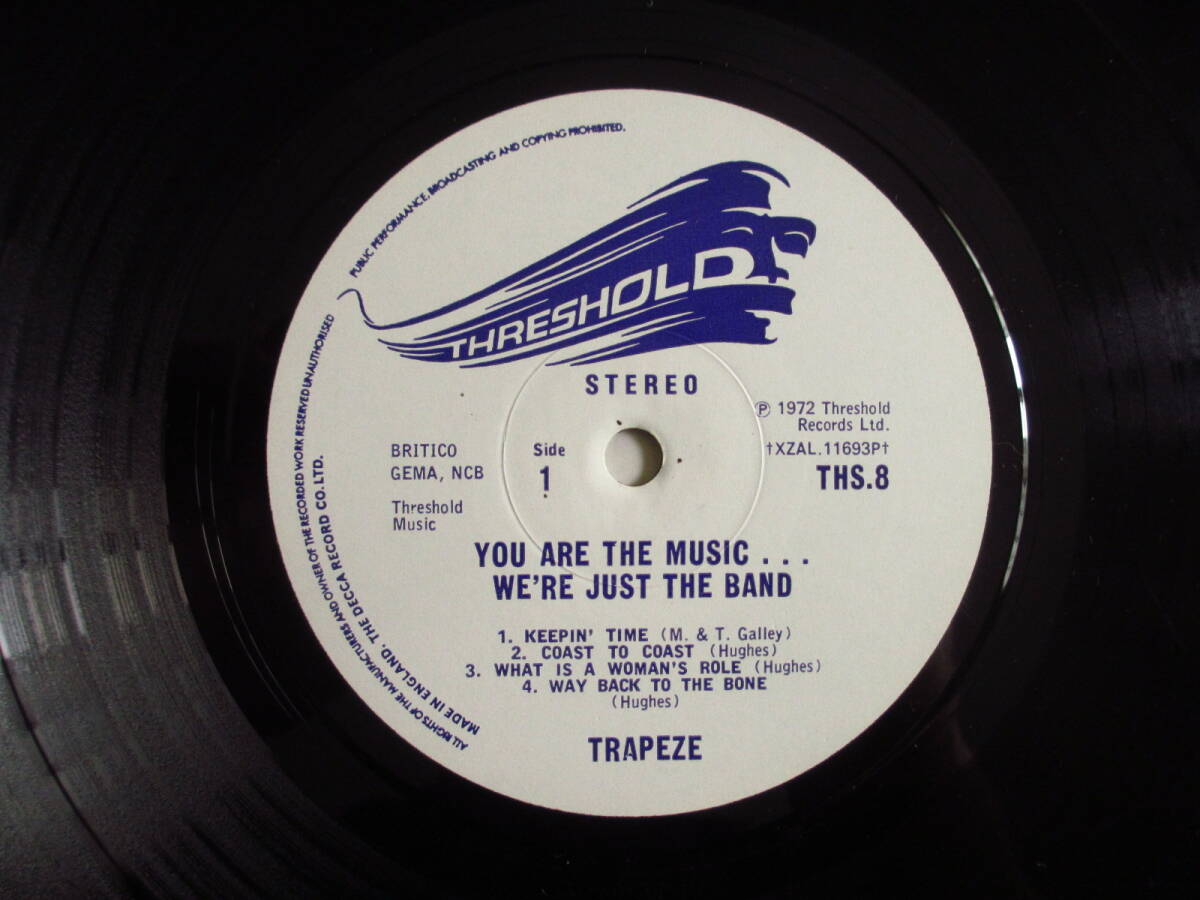 PUBLIC PERFORMANCE, BROADCASTING AND COPYING PROHIBITED.
ALL RIGHTS OF THE MANUFACTURERS AND OWNER OF THE RECORDED WORK RESERVED UNAUTHORISED
MADE IN ENGLAND. THE DECCA RECORD CO. LTD.
THRESHOLD
STEREO
℗ 1972 Threshold
Records Ltd.
BRITICO
GEMA, NCB
Side
1
†XZAL.11693P†
THS.8
Threshold
Music
YOU ARE THE MUSIC . . .
WE'RE JUST THE BAND
1. KEEPIN' TIME (M. & T. Galley)
2. COAST TO COAST (Hughes)
3. WHAT IS A WOMAN'S ROLE (Hughes)
4. WAY BACK TO THE BONE
(Hughes)
TRAPEZE